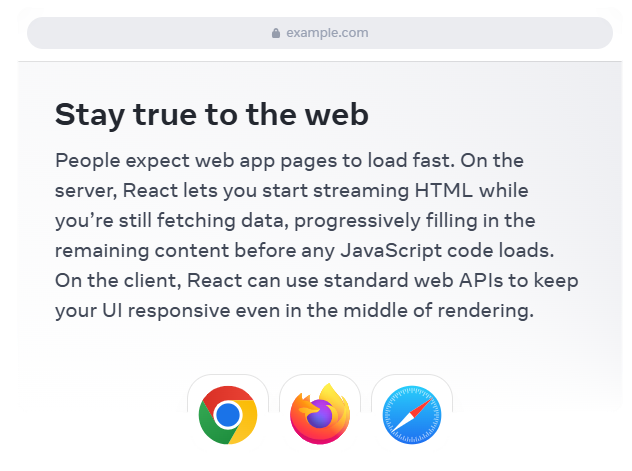 example.com
Stay true to the web
People expect web app pages to load fast. On the
server, React lets you start streaming HTML while
you’re still fetching data, progressively filling in the
remaining content before any JavaScript code loads.
On the client, React can use standard web APIs to keep
your UI responsive even in the middle of rendering.